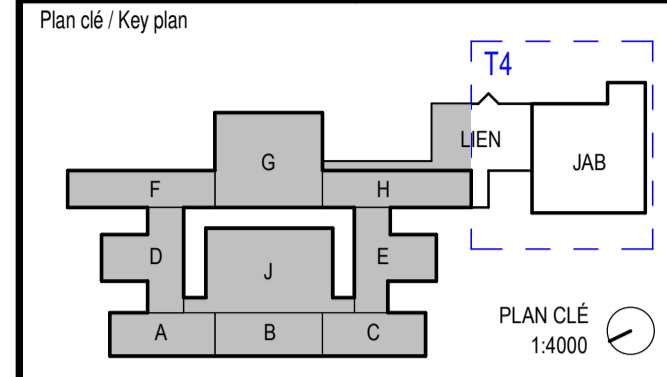 Plan clé / Key plan
T4
G
LIEN
JAB
F
H
D
J
E
A
B
C
PLAN CLÉ
1:4000